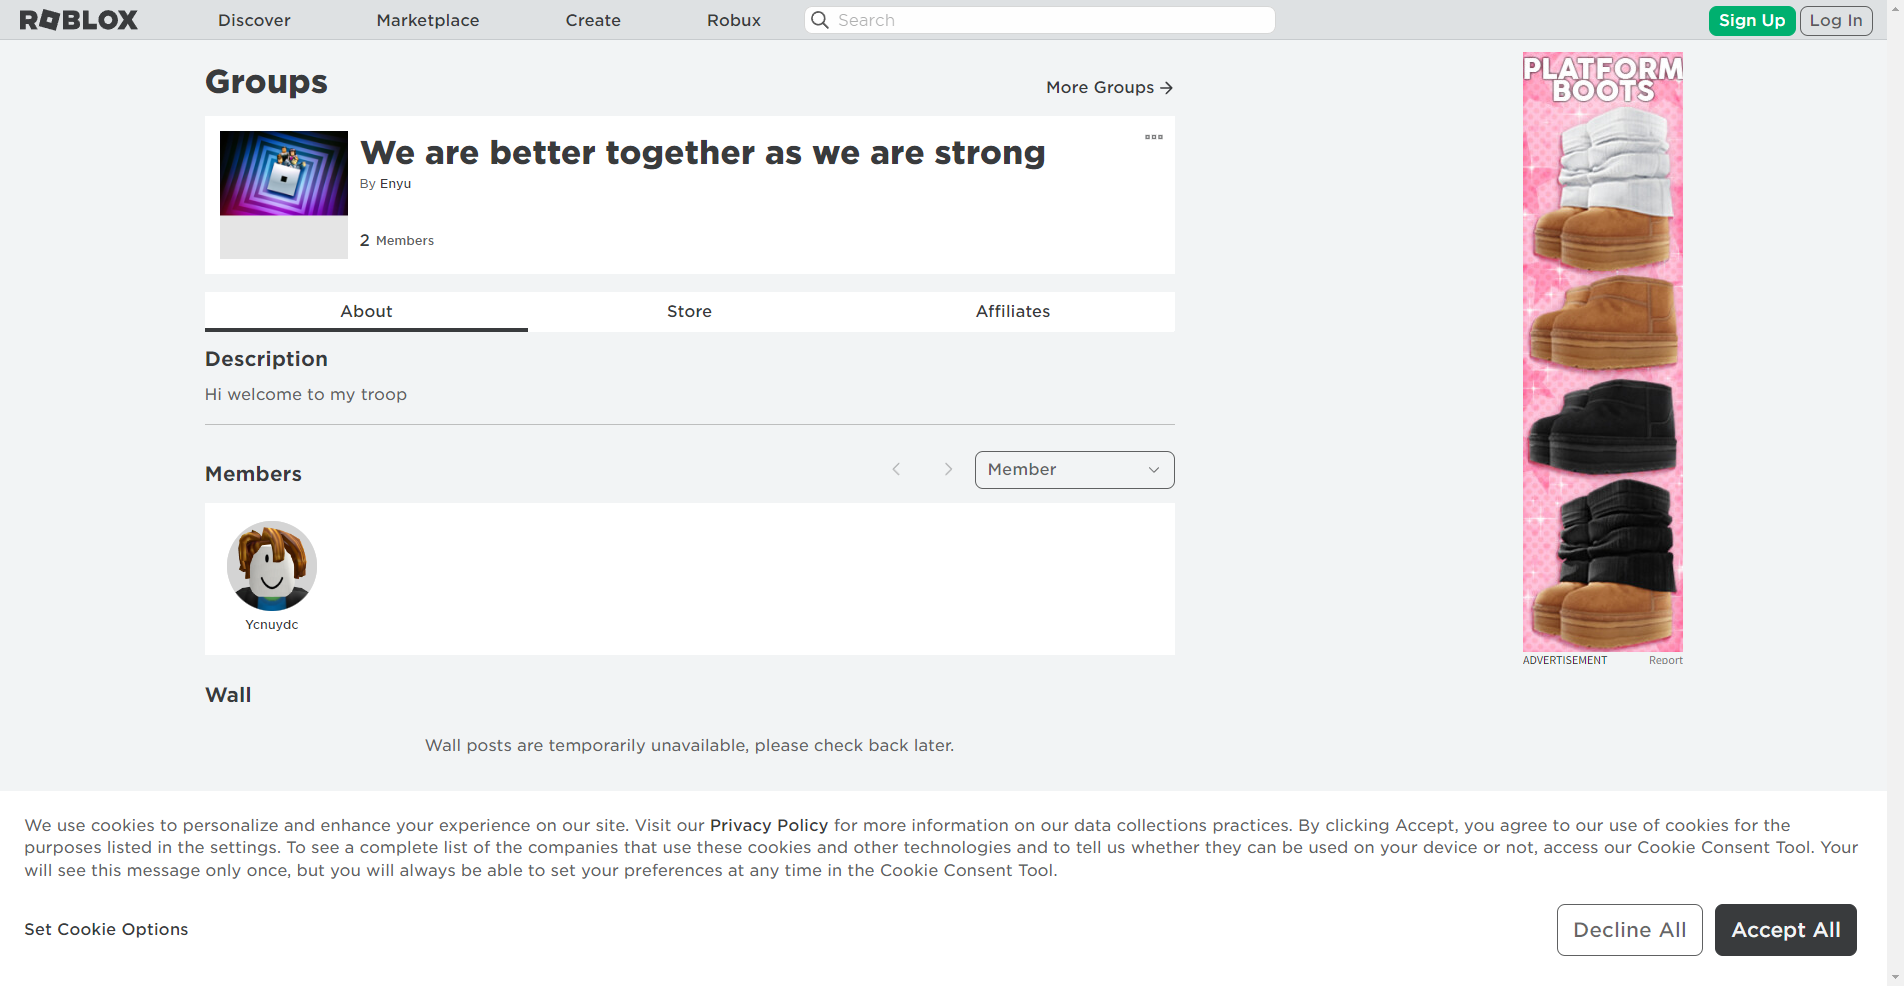 ROBLOX
Discover
Marketplace
Create
Robux
Search
Sign Up
Log In
Groups
More Groups
We are better together as we are strong
By Enyu
2 Members
About
Store
Affiliates
Description
Hi welcome to my troop
Members
Member
Ycnuydc
Wall
Wall posts are temporarily unavailable, please check back later.
PLATFORM
BOOTS
ADVERTISEMENT
Report
We use cookies to personalize and enhance your experience on our site. Visit our Privacy Policy for more information on our data collections practices. By clicking Accept, you agree to our use of cookies for the
purposes listed in the settings. To see a complete list of the companies that use these cookies and other technologies and to tell us whether they can be used on your device or not, access our Cookie Consent Tool. Your
will see this message only once, but you will always be able to set your preferences at any time in the Cookie Consent Tool.
Set Cookie Options
Decline All
Accept All